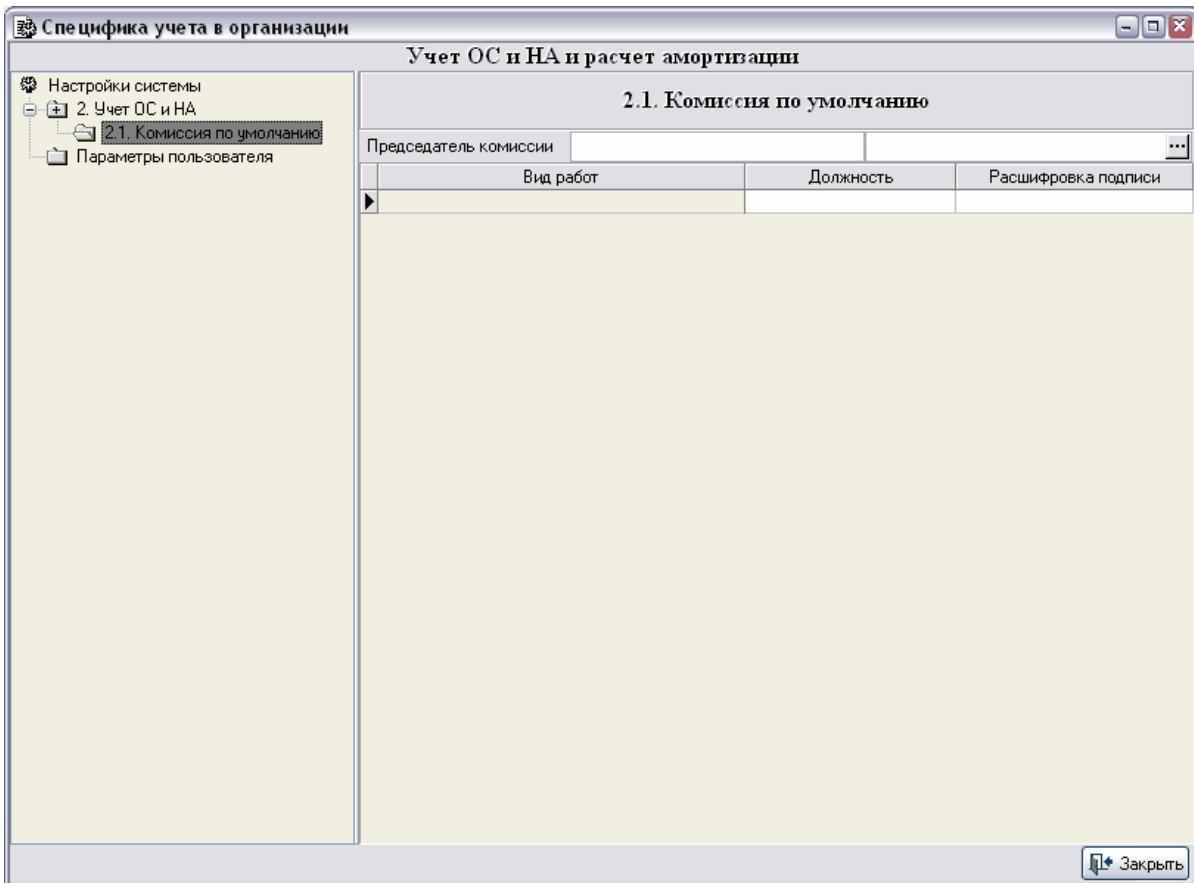 Специфика учета в организации
Учет ОС и НА и расчет амортизации
Настройки системы
2. Учет ОС и НА
2.1. Комиссия по умолчанию
Параметры пользователя
2.1. Комиссия по умолчанию
Председатель комиссии
Вид работ Должность Расшифровка подписи
Закрыть